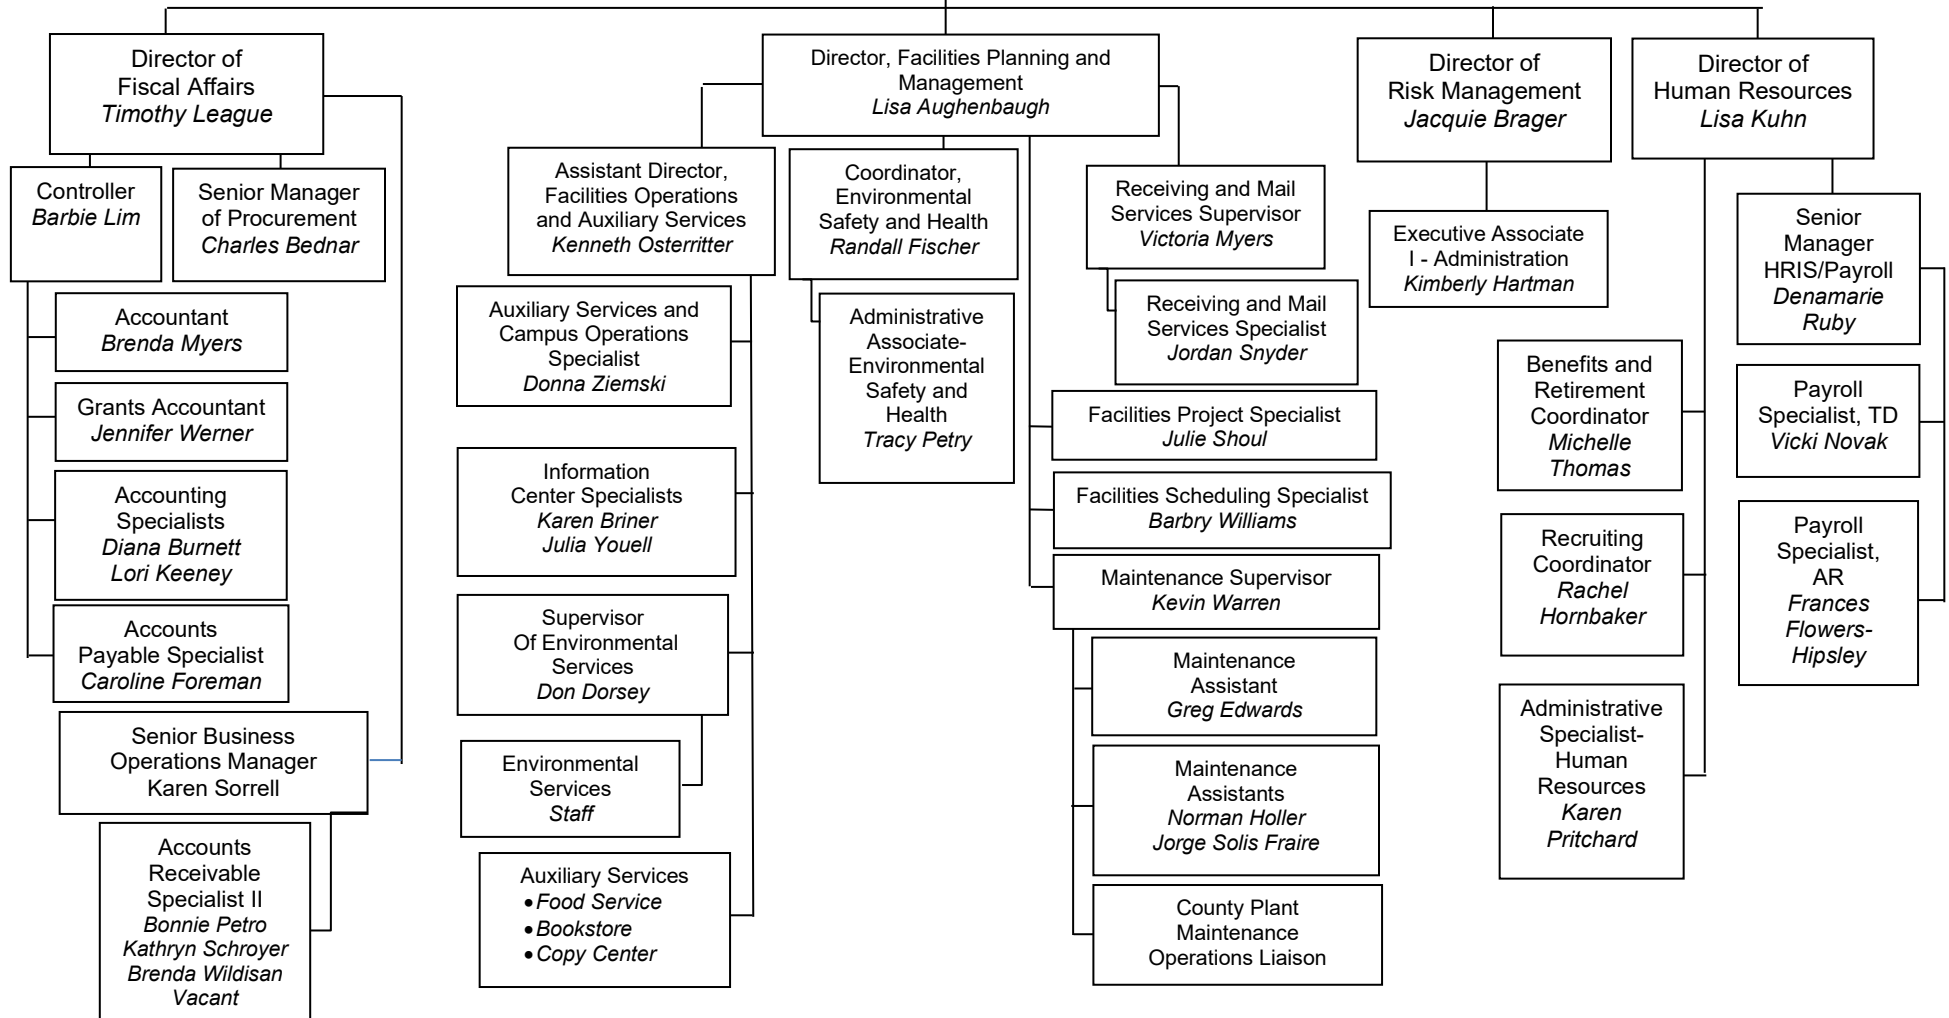 Director of
Fiscal Affairs
Timothy League
Controller
Barbie Lim
Senior Manager
of Procurement
Charles Bednar
Accountant
Brenda Myers
Grants Accountant
Jennifer Werner
Accounting
Specialists
Diana Burnett
Lori Keeney
Accounts
Payable Specialist
Caroline Foreman
Senior Business
Operations Manager
Karen Sorrell
Accounts
Receivable
Specialist II
Bonnie Petro
Kathryn Schroyer
Brenda Wildisan
Vacant
Director, Facilities Planning and
Management
Lisa Aughenbaugh
Assistant Director,
Facilities Operations
and Auxiliary Services
Kenneth Osterritter
Auxiliary Services and
Campus Operations
Specialist
Donna Ziemski
Information
Center Specialists
Karen Briner
Julia Youell
Supervisor
Of Environmental
Services
Don Dorsey
Environmental
Services
Staff
Auxiliary Services
• Food Service
• Bookstore
• Copy Center
Coordinator,
Environmental
Safety and Health
Randall Fischer
Administrative
Associate-
Environmental
Safety and
Health
Tracy Petry
Receiving and Mail
Services Supervisor
Victoria Myers
Receiving and Mail
Services Specialist
Jordan Snyder
Facilities Project Specialist
Julie Shoul
Facilities Scheduling Specialist
Barbry Williams
Maintenance Supervisor
Kevin Warren
Maintenance
Assistant
Greg Edwards
Maintenance
Assistants
Norman Holler
Jorge Solis Fraire
County Plant
Maintenance
Operations Liaison
Director of
Risk Management
Jacquie Brager
Executive Associate
I - Administration
Kimberly Hartman
Director of
Human Resources
Lisa Kuhn
Benefits and
Retirement
Coordinator
Michelle
Thomas
Recruiting
Coordinator
Rachel
Hornbaker
Administrative
Specialist-
Human
Resources
Karen
Pritchard
Senior
Manager
HRIS/Payroll
Denamarie
Ruby
Payroll
Specialist, TD
Vicki Novak
Payroll
Specialist,
AR
Frances
Flowers-
Hipsley